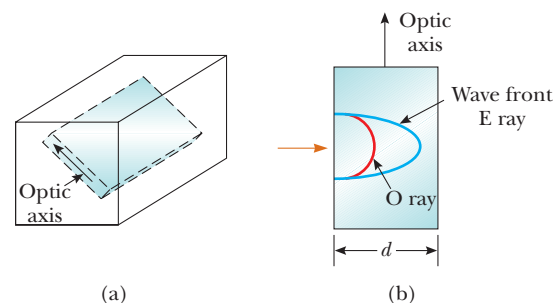 Optic
axis
(a)
Optic
axis
Wave front
E ray
O ray
d
(b)